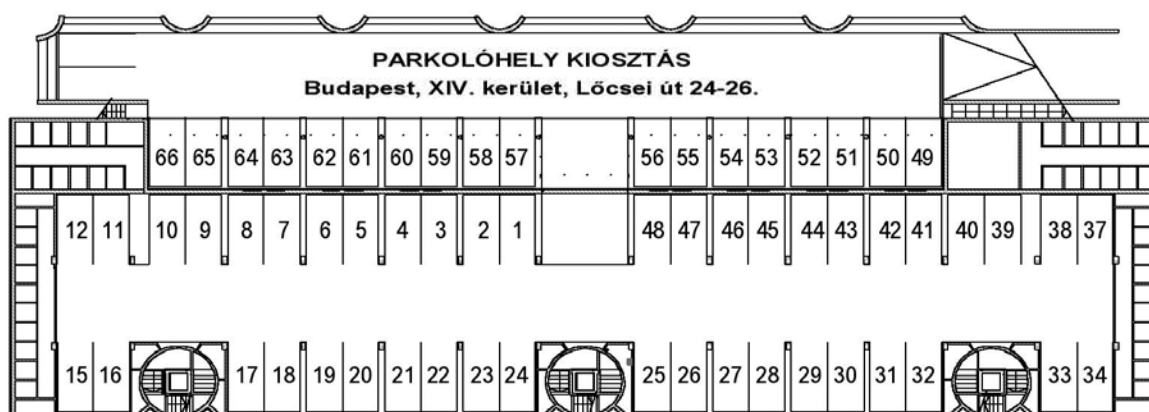 PARKOLÓHELY KIOSZTÁS
Budapest, XIV. kerület, Lőcsei út 24-26.
66 65 64 63 62 61 60 59 58 57 56 55 54 53 52 51 50 49
12 11 10 9 8 7 6 5 4 3 2 1 48 47 46 45 44 43 42 41 40 39 38 37
15 16 17 18 19 20 21 22 23 24 25 26 27 28 29 30 31 32 33 34